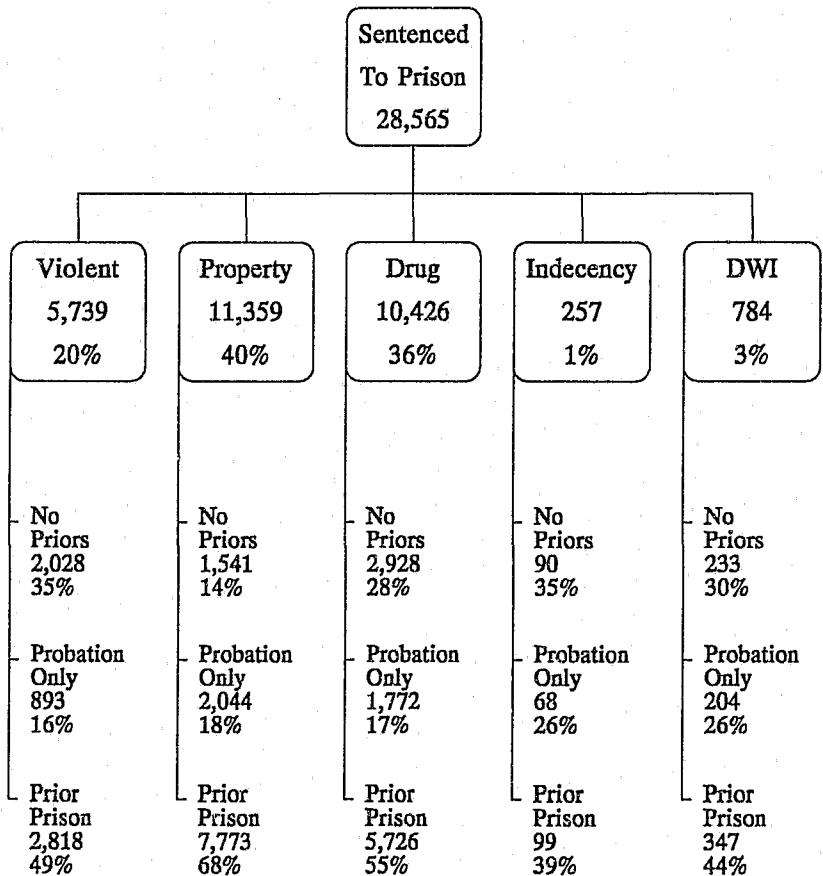 Sentenced
To Prison
28,565
Violent
5,739
20%
Property
11,359
40%
Drug
10,426
36%
Indecency
257
1%
DWI
784
3%
No
Priors
2,028
35%
No
Priors
1,541
14%
No
Priors
2,928
28%
No
Priors
90
35%
No
Priors
233
30%
Probation
Only
893
16%
Probation
Only
2,044
18%
Probation
Only
1,772
17%
Probation
Only
68
26%
Probation
Only
204
26%
Prior
Prison
2,818
49%
Prior
Prison
7,773
68%
Prior
Prison
5,726
55%
Prior
Prison
99
39%
Prior
Prison
347
44%